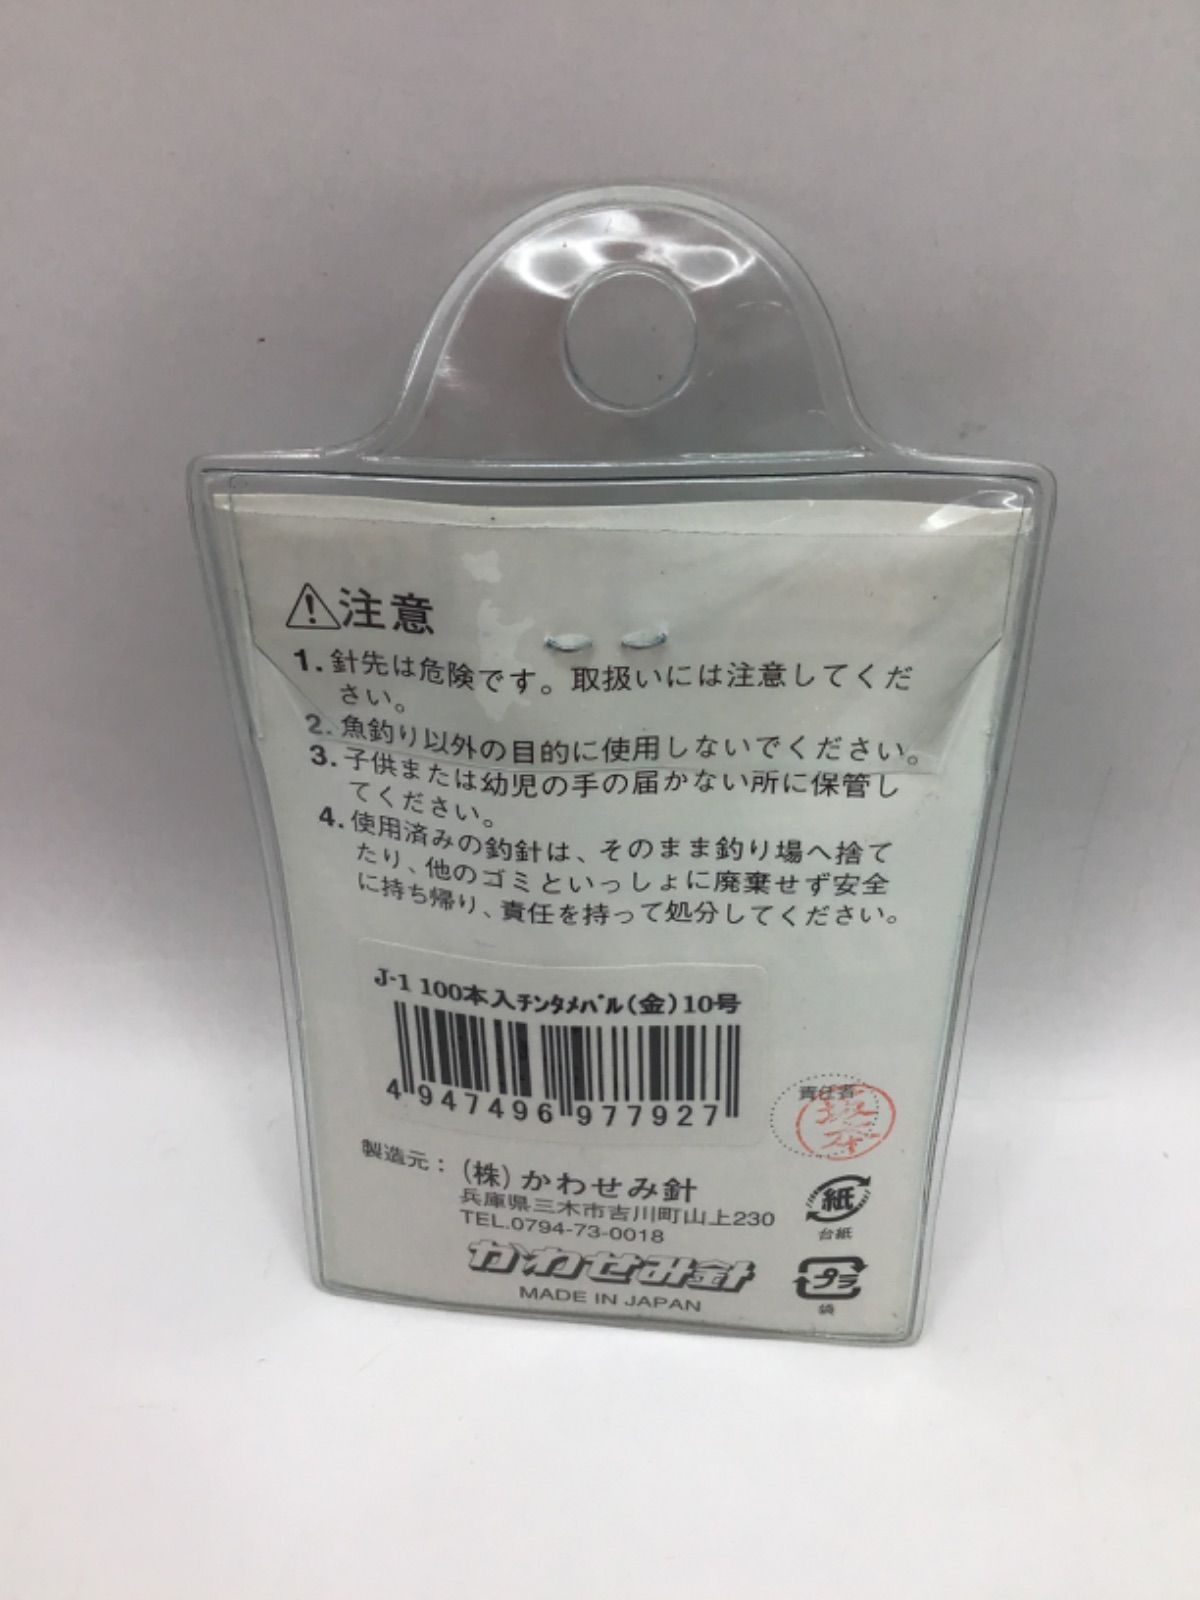 ⚠注意
1. 針先は危険です。取扱いには注意してくだ
さい。
2. 魚釣り以外の目的に使用しないでください。
3. 子供または幼児の手の届かない所に保管し
てください。
4. 使用済みの釣針は、そのまま釣り場へ捨て
たり、他のゴミといっしょに廃棄せず安全
に持ち帰り、責任を持って処分してください。
J-1 100本入ﾁﾝﾀﾒﾊﾞﾙ(金)10号
4 947496 977927
責任者
製造元：(株)かわせみ針
兵庫県三木市吉川町山上230
TEL.0794-73-0018
かわせみ針
MADE IN JAPAN
紙
台紙
プラ
袋